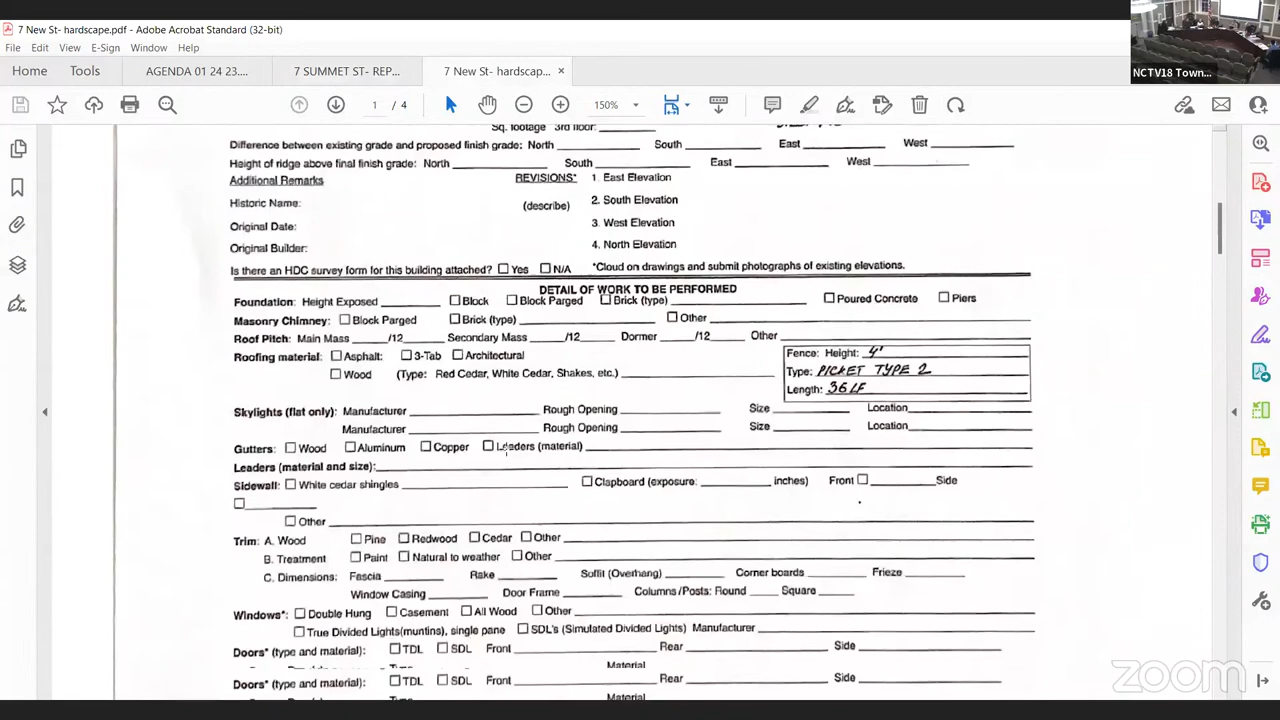 7 New St- hardscape.pdf - Adobe Acrobat Standard (32-bit)
File Edit View E-Sign Window Help
Home Tools AGENDA 01 24 23.... 7 SUMMET ST- REP... 7 New St- hardscap... ×
1 / 4 150%
NCTV18 Town...
Sq. footage 3rd floor:
Difference between existing grade and proposed finish grade: North South East West
Height of ridge above final finish grade: North South East West
Additional Remarks REVISIONS* 1. East Elevation
Historic Name: (describe) 2. South Elevation
Original Date: 3. West Elevation
Original Builder: 4. North Elevation
Is there an HDC survey form for this building attached? Yes N/A *Cloud on drawings and submit photographs of existing elevations.
DETAIL OF WORK TO BE PERFORMED
Foundation: Height Exposed Block Block Parged Brick (type) Poured Concrete Piers
Masonry Chimney: Block Parged Brick (type) Other
Roof Pitch: Main Mass /12 Secondary Mass /12 Dormer /12 Other
Roofing material: Asphalt: 3-Tab Architectural
Wood (Type: Red Cedar, White Cedar, Shakes, etc.)
Fence: Height: 4'
Type: PICKET TYPE 2
Length: 36LF
Skylights (flat only): Manufacturer Rough Opening Size Location
Manufacturer Rough Opening Size Location
Gutters: Wood Aluminum Copper Leaders (material)
Leaders (material and size):
Sidewall: White cedar shingles Clapboard (exposure: inches) Front Side
Other
Trim: A. Wood Pine Redwood Cedar Other
B. Treatment Paint Natural to weather Other
C. Dimensions: Fascia Rake Soffit (Overhang) Corner boards Frieze
Window Casing Door Frame Columns/Posts: Round Square
Windows*: Double Hung Casement All Wood Other
True Divided Lights(muntins), single pane SDL's (Simulated Divided Lights) Manufacturer
Doors* (type and material): TDL SDL Front Rear Side
Material
Doors* (type and material): TDL SDL Front Rear Side
Material
zoom